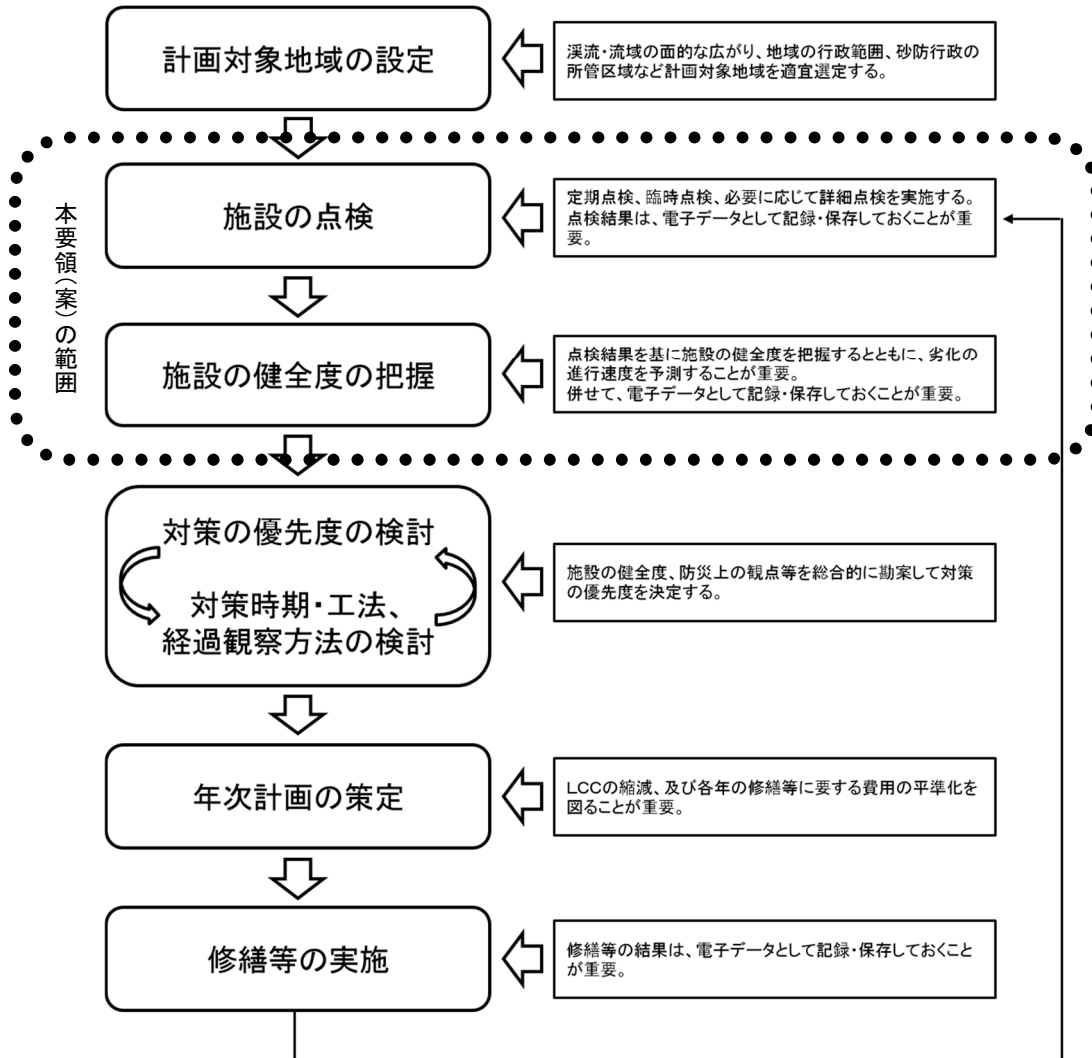 計画対象地域の設定
渓流・流域の面的な広がり、地域の行政範囲、砂防行政の
所管区域など計画対象地域を適宜選定する。
本要領(案)の範囲
施設の点検
定期点検、臨時点検、必要に応じて詳細点検を実施する。
点検結果は、電子データとして記録・保存しておくことが重
要。
施設の健全度の把握
点検結果を基に施設の健全度を把握するとともに、劣化の
進行速度を予測することが重要。
併せて、電子データとして記録・保存しておくことが重要。
対策の優先度の検討
対策時期・工法、
経過観察方法の検討
施設の健全度、防災上の観点等を総合的に勘案して対策
の優先度を決定する。
年次計画の策定
LCCの縮減、及び各年の修繕等に要する費用の平準化を
図ることが重要。
修繕等の実施
修繕等の結果は、電子データとして記録・保存しておくこと
が重要。